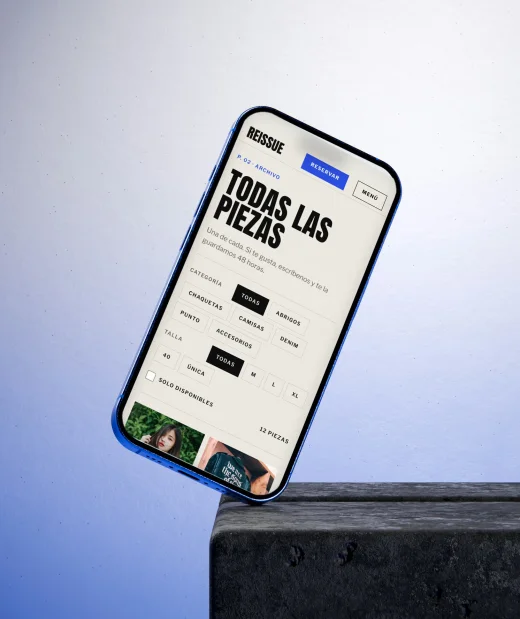 REISSUE
RESERVAR
MENÚ
P. 02 · ARCHIVO
TODAS LAS
PIEZAS
Una de cada. Si te gusta, escríbenos y te la
guardamos 48 horas.
CATEGORÍA
TODAS
ABRIGOS
CHAQUETAS
CAMISAS
DENIM
PUNTO
ACCESORIOS
TALLA
TODAS
M
L
XL
40
ÚNICA
SOLO DISPONIBLES
12 PIEZAS